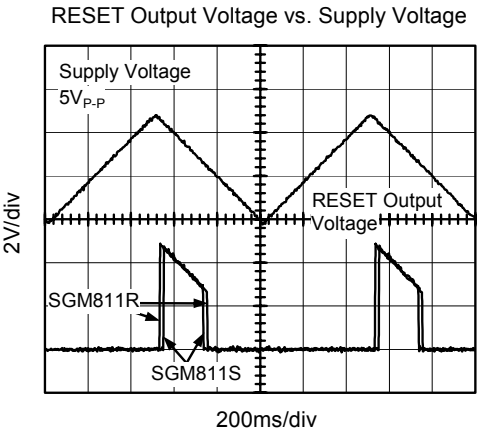 RESET Output Voltage vs. Supply Voltage
Supply Voltage
5VP-P
RESET Output
Voltage
2V/div
SGM811R
SGM811S
200ms/div